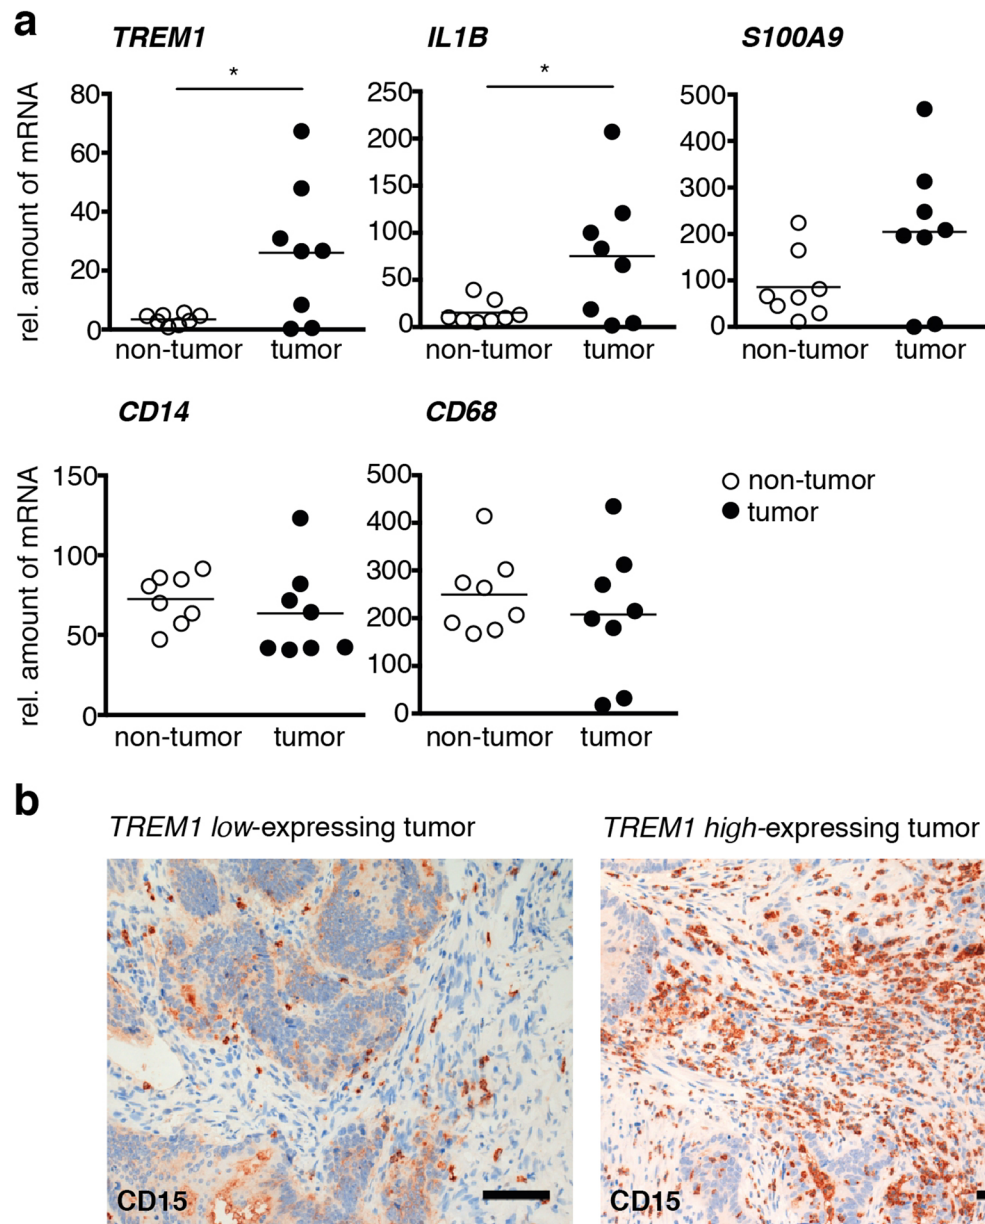 a
TREM1 IL1B S100A9
*
*
rel. amount of mRNA
80
60
40
20
0
non-tumor tumor
250
200
150
100
50
0
non-tumor tumor
500
400
300
200
100
0
non-tumor tumor
CD14 CD68
rel. amount of mRNA
150
100
50
0
non-tumor tumor
500
400
300
200
100
0
non-tumor tumor
non-tumor
tumor
b
TREM1 low-expressing tumor
TREM1 high-expressing tumor
CD15
CD15